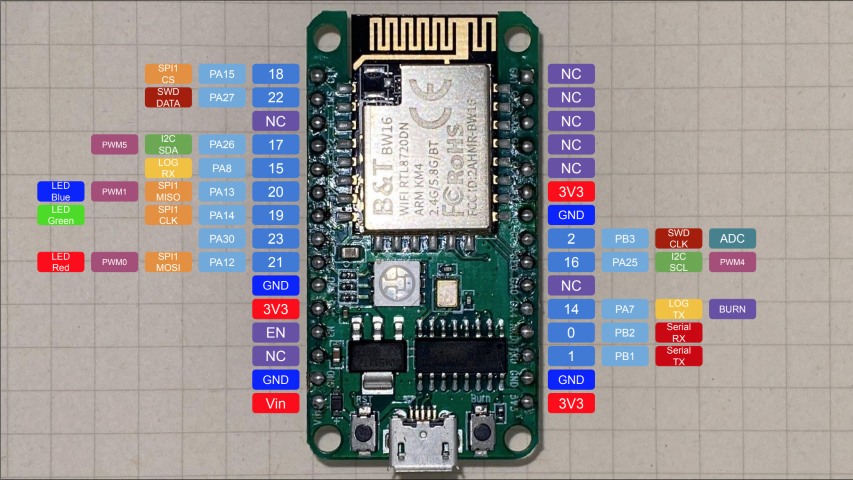 SPI1
CS
PA15
18
SWD
DATA
PA27
22
NC
PWM5
I2C
SDA
PA26
17
LOG
RX
PA8
15
LED
Blue
PWM1
SPI1
MISO
PA13
20
LED
Green
SPI1
CLK
PA14
19
PA30
23
LED
Red
PWM0
SPI1
MOSI
PA12
21
GND
3V3
EN
NC
GND
Vin
B&T BW16
WIFI RTL8720DN
ARM KM4
2.4G/5.8G/BT
CE
FC RoHS
FCC ID:2AHMR-BW16
EN
GND
RST
Burn
GND
3V3
NC
NC
NC
NC
NC
3V3
GND
2
PB3
SWD
CLK
ADC
16
PA25
I2C
SCL
PWM4
NC
14
PA7
LOG
TX
BURN
0
PB2
Serial
RX
1
PB1
Serial
TX
GND
3V3